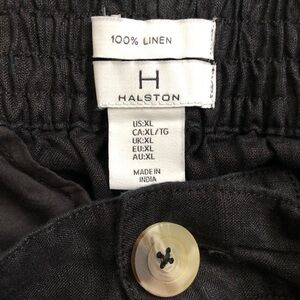 100% LINEN
H
HALSTON
US:XL
CA:XL/TG
UK:XL
EU:XL
AU:XL
MADE IN
INDIA